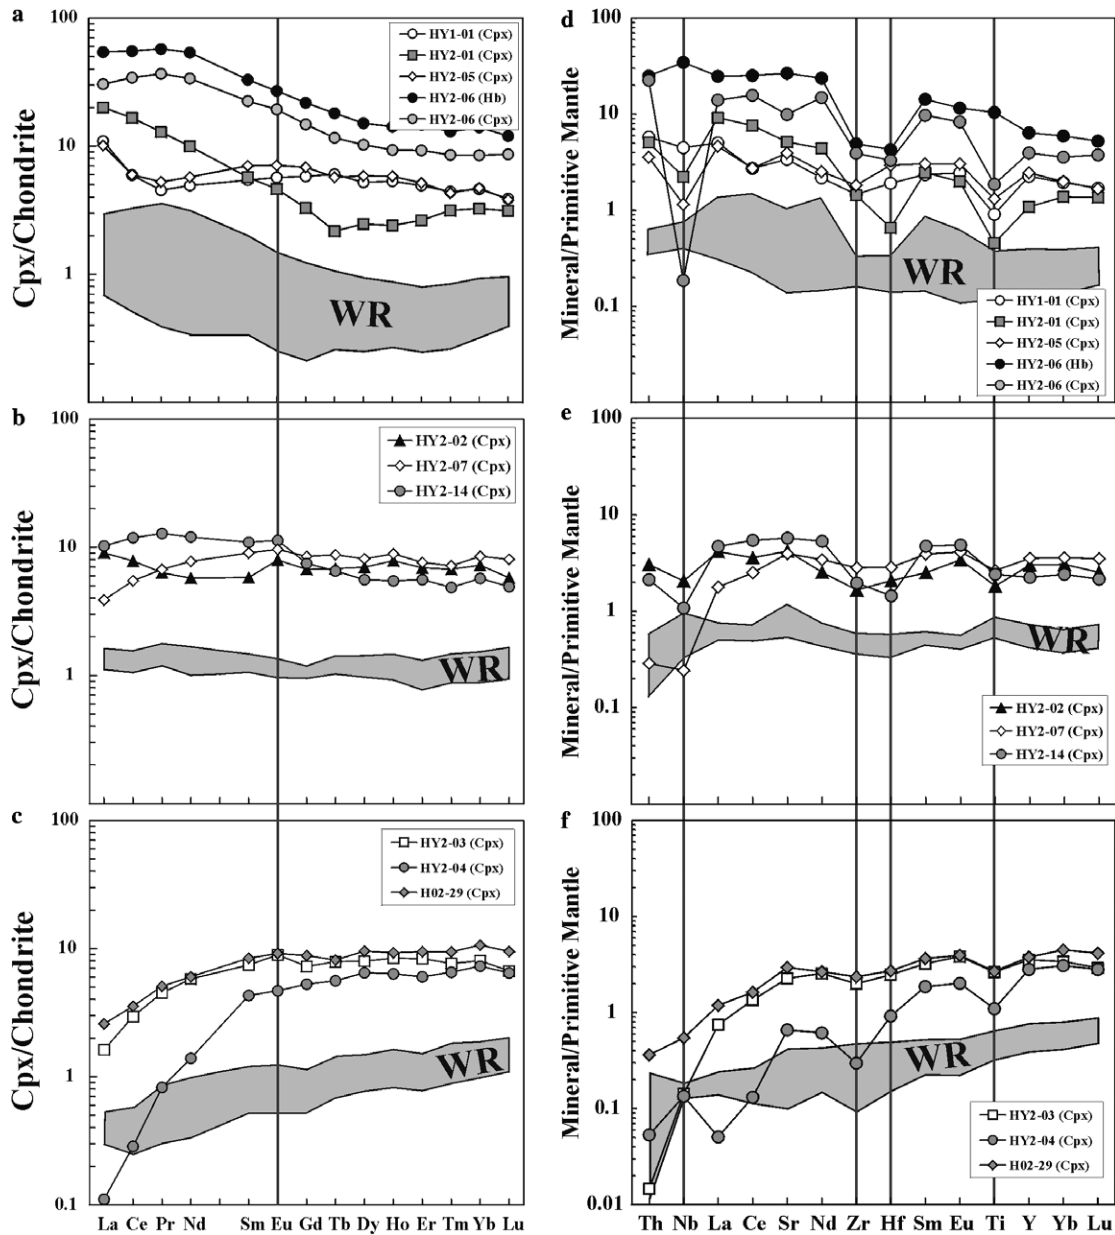 a
Cpx/Chondrite
100
10
1
HY1-01 (Cpx)
HY2-01 (Cpx)
HY2-05 (Cpx)
HY2-06 (Hb)
HY2-06 (Cpx)
WR
d
Mineral/Primitive Mantle
100
10
1
0.1
WR
HY1-01 (Cpx)
HY2-01 (Cpx)
HY2-05 (Cpx)
HY2-06 (Hb)
HY2-06 (Cpx)
b
Cpx/Chondrite
100
10
1
HY2-02 (Cpx)
HY2-07 (Cpx)
HY2-14 (Cpx)
WR
e
Mineral/Primitive Mantle
100
10
1
0.1
WR
HY2-02 (Cpx)
HY2-07 (Cpx)
HY2-14 (Cpx)
c
Cpx/Chondrite
100
10
1
0.1
HY2-03 (Cpx)
HY2-04 (Cpx)
H02-29 (Cpx)
WR
La Ce Pr Nd Sm Eu Gd Tb Dy Ho Er Tm Yb Lu
f
Mineral/Primitive Mantle
100
10
1
0.1
0.01
WR
HY2-03 (Cpx)
HY2-04 (Cpx)
H02-29 (Cpx)
Th Nb La Ce Sr Nd Zr Hf Sm Eu Ti Y Yb Lu